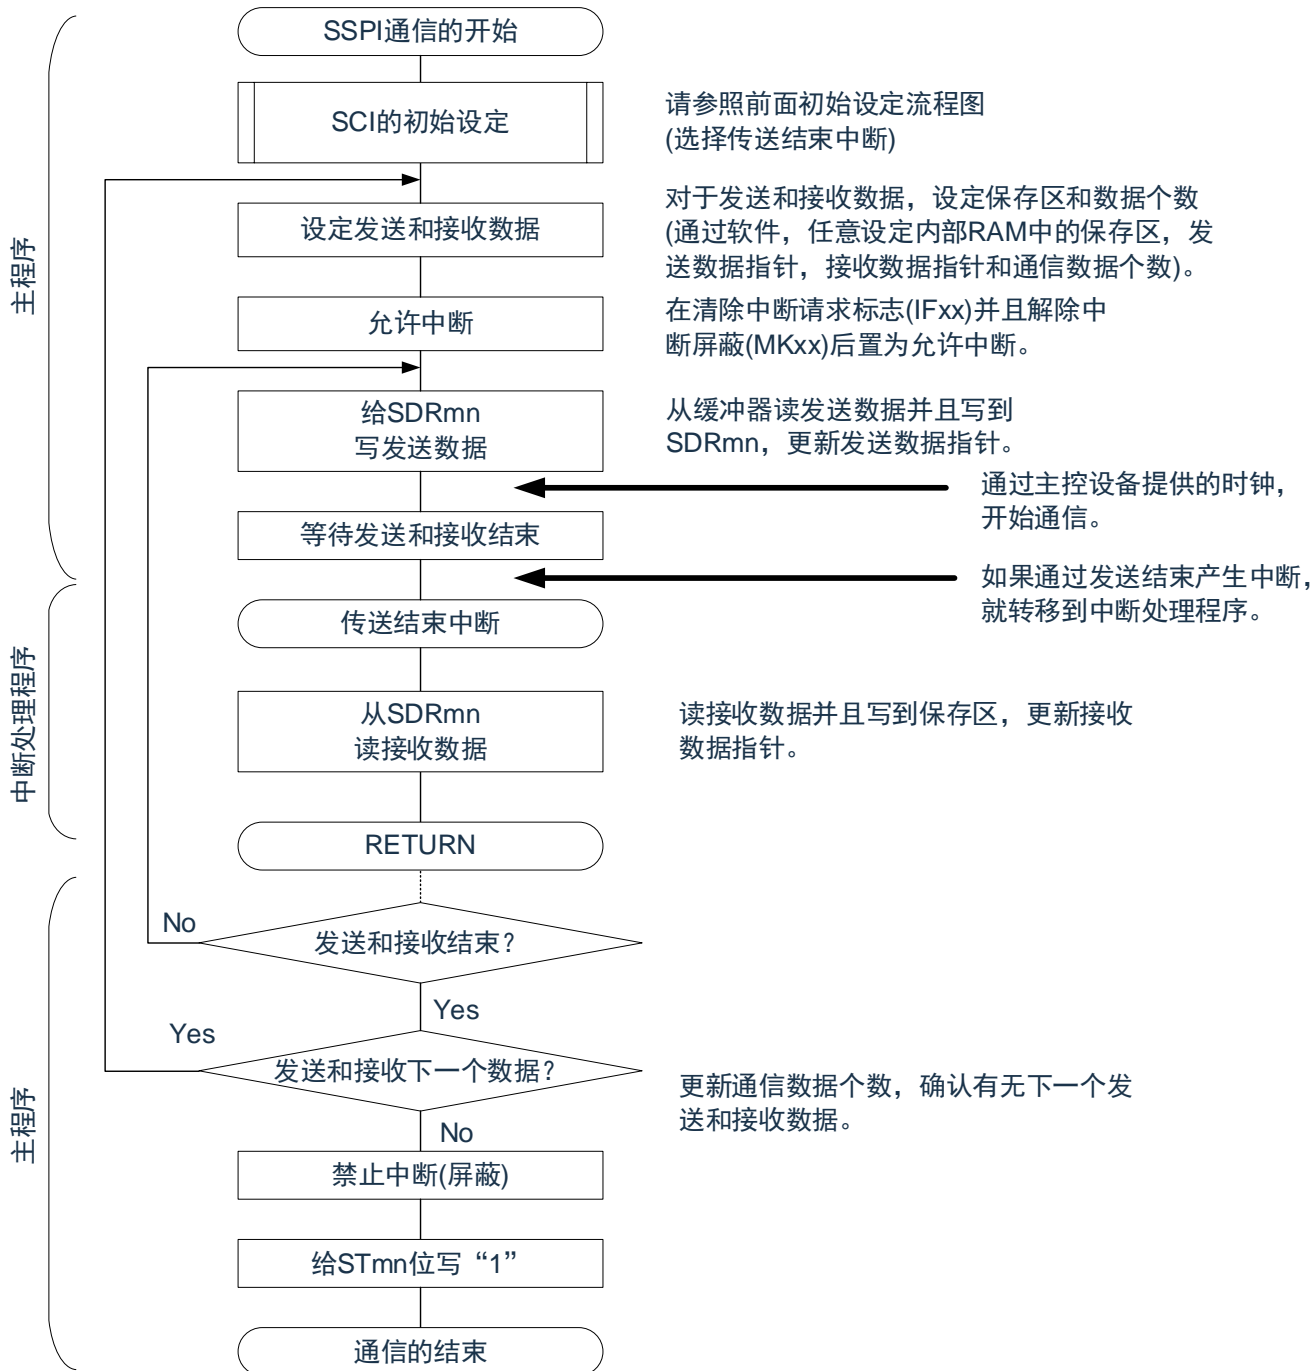 SSPI通信的开始
SCI的初始设定
请参照前面初始设定流程图
(选择传送结束中断)
主程序
设定发送和接收数据
对于发送和接收数据，设定保存区和数据个数
(通过软件，任意设定内部RAM中的保存区，发
送数据指针，接收数据指针和通信数据个数)。
允许中断
在清除中断请求标志(IFxx)并且解除中
断屏蔽(MKxx)后置为允许中断。
给SDRmn
写发送数据
从缓冲器读发送数据并且写到
SDRmn，更新发送数据指针。
通过主控设备提供的时钟，
开始通信。
等待发送和接收结束
如果通过发送结束产生中断，
就转移到中断处理程序。
传送结束中断
中断处理程序
从SDRmn
读接收数据
读接收数据并且写到保存区，更新接收
数据指针。
RETURN
No
发送和接收结束？
Yes
Yes
发送和接收下一个数据？
更新通信数据个数，确认有无下一个发
送和接收数据。
No
主程序
禁止中断(屏蔽)
给STmn位写“1”
通信的结束